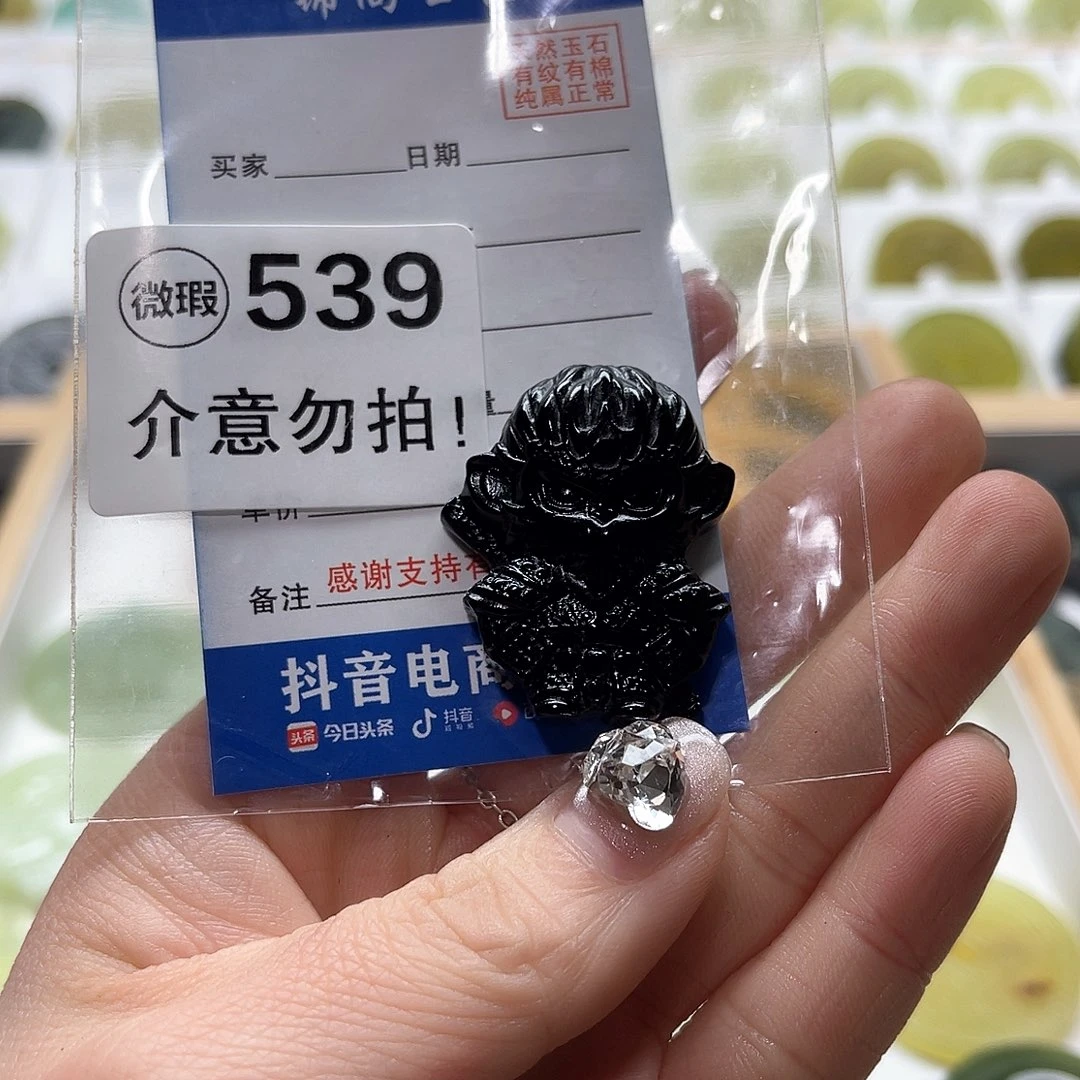 然玉石
有纹有棉
纯属正常
买家 日期
微瑕 539
介意勿拍!
单价
备注 感谢支持
抖音电商
头条 今日头条 抖音